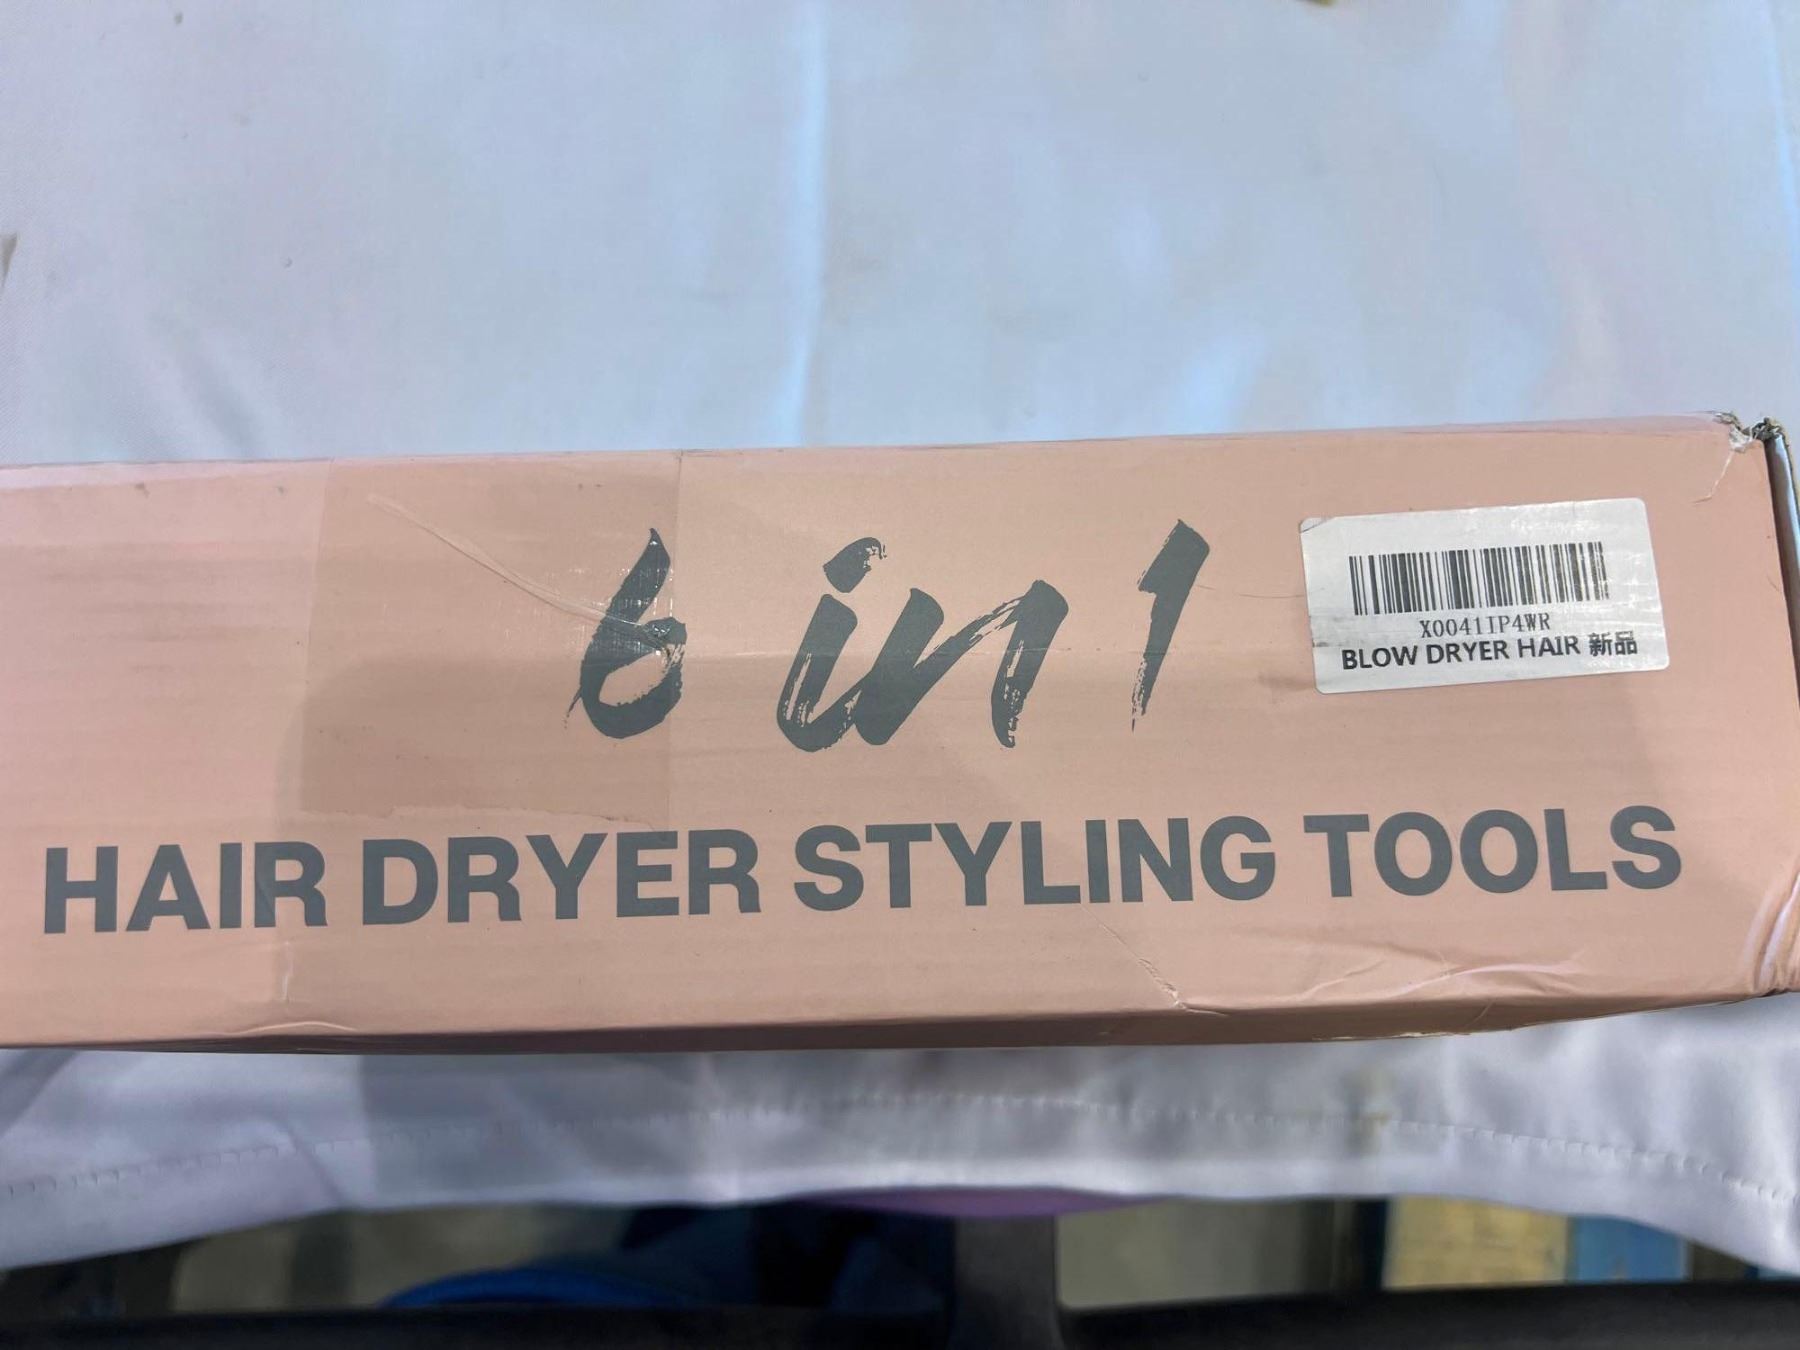 6 in 1
X0041IP4WR
BLOW DRYER HAIR 新品
HAIR DRYER STYLING TOOLS